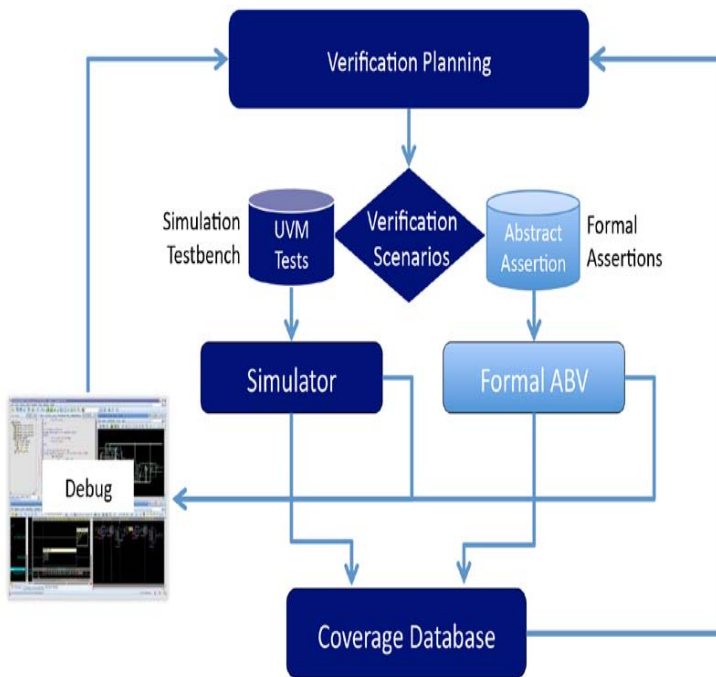 Verification Planning
Simulation
Testbench
UVM
Tests
Verification
Scenarios
Abstract
Assertion
Formal
Assertions
Simulator
Formal ABV
Debug
Coverage Database